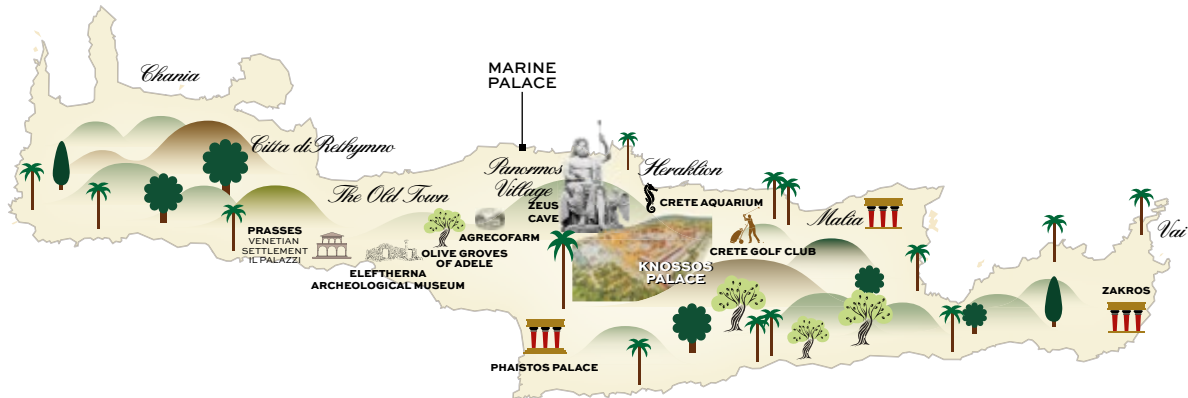 Chania
MARINE
PALACE
Citta di Rethymno
Panormos
Village
Heraklion
The Old Town
ZEUS
CAVE
CRETE AQUARIUM
Malia
Vai
PRASSES
VENETIAN
SETTLEMENT
IL PALAZZI
AGRECOFARM
OLIVE GROVES
OF ADELE
CRETE GOLF CLUB
ELEFTHERNA
ARCHEOLOGICAL MUSEUM
KNOSSOS
PALACE
ZAKROS
PHAISTOS PALACE